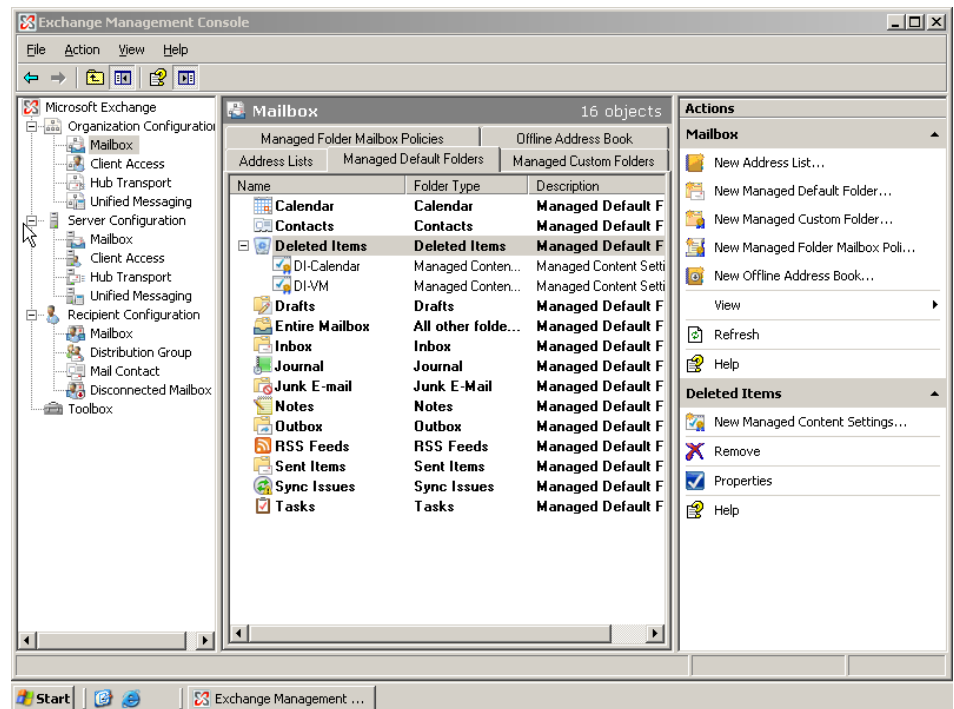 Exchange Management Console
File Action View Help
Microsoft Exchange
Organization Configuratio
Mailbox
Client Access
Hub Transport
Unified Messaging
Server Configuration
Mailbox
Client Access
Hub Transport
Unified Messaging
Recipient Configuration
Mailbox
Distribution Group
Mail Contact
Disconnected Mailbox
Toolbox
Mailbox 16 objects
Managed Folder Mailbox Policies Offline Address Book
Address Lists Managed Default Folders Managed Custom Folders
Name Folder Type Description
Calendar Calendar Managed Default F
Contacts Contacts Managed Default F
Deleted Items Deleted Items Managed Default F
DI-Calendar Managed Conten... Managed Content Setti
DI-VM Managed Conten... Managed Content Setti
Drafts Drafts Managed Default F
Entire Mailbox All other folde... Managed Default F
Inbox Inbox Managed Default F
Journal Journal Managed Default F
Junk E-mail Junk E-Mail Managed Default F
Notes Notes Managed Default F
Outbox Outbox Managed Default F
RSS Feeds RSS Feeds Managed Default F
Sent Items Sent Items Managed Default F
Sync Issues Sync Issues Managed Default F
Tasks Tasks Managed Default F
Actions
Mailbox
New Address List...
New Managed Default Folder...
New Managed Custom Folder...
New Managed Folder Mailbox Poli...
New Offline Address Book...
View
Refresh
Help
Deleted Items
New Managed Content Settings...
Remove
Properties
Help
Start Exchange Management ...